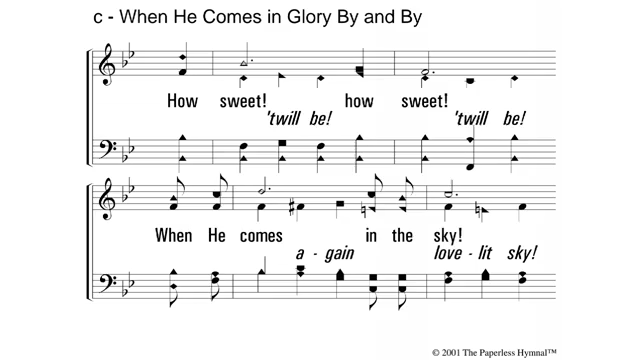 c - When He Comes in Glory By and By
How sweet! how sweet!
'twill be! 'twill be!
When He comes in the sky!
a - gain love - lit sky!
© 2001 The Paperless Hymnal™